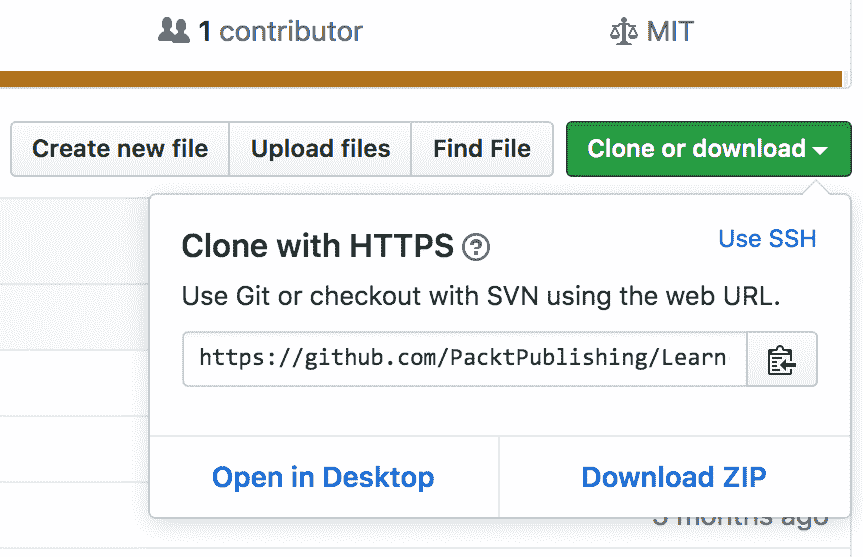 1 contributor
MIT
Create new file
Upload files
Find File
Clone or download
Clone with HTTPS
Use SSH
Use Git or checkout with SVN using the web URL.
https://github.com/PacktPublishing/Learn
Open in Desktop
Download ZIP
months ago